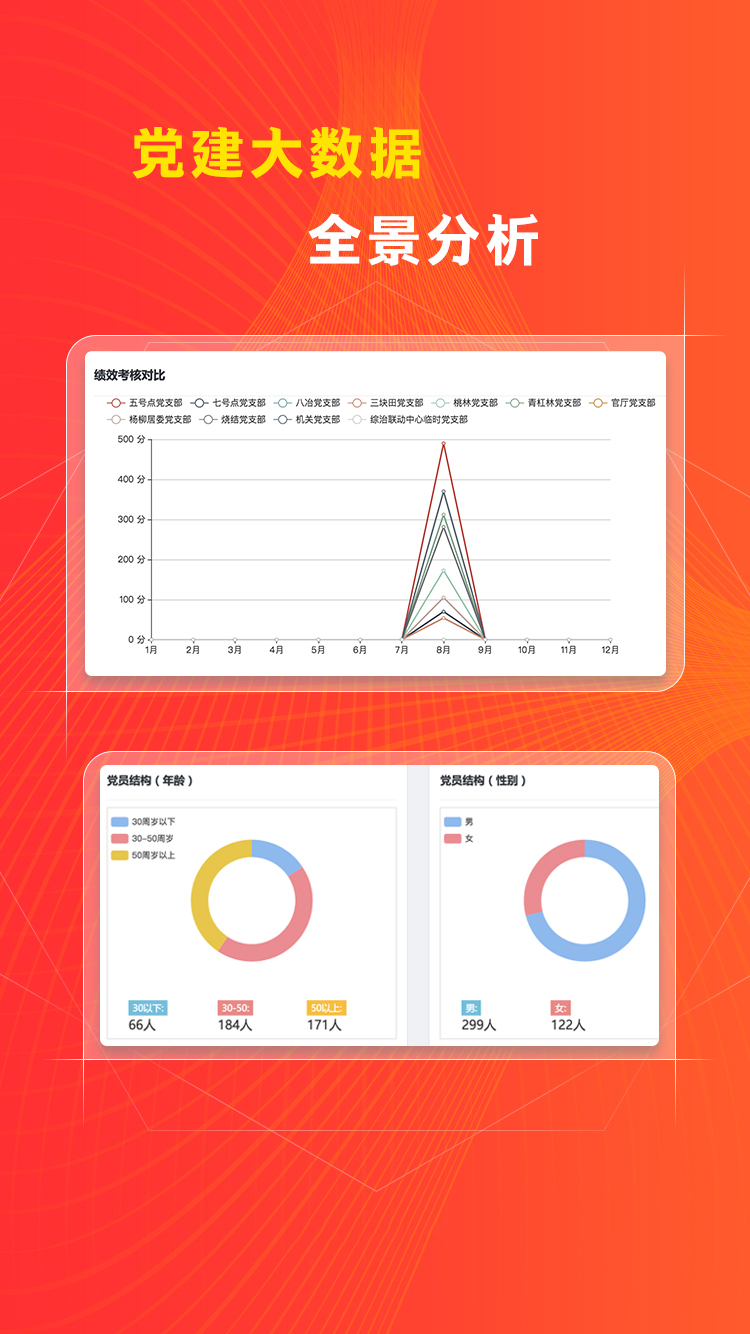 党建大数据
全景分析
绩效考核对比
五号点党支部 七号点党支部 八冶党支部 三块田党支部 桃林党支部 青杠林党支部 官厅党支部
杨柳居委党支部 烧结党支部 机关党支部 综治联动中心临时党支部
500 分
400 分
300 分
200 分
100 分
0 分
1月 2月 3月 4月 5月 6月 7月 8月 9月 10月 11月 12月
党员结构（年龄） 党员结构（性别）
30周岁以下 男
30-50周岁 女
50周岁以上
30以下: 30-50: 50以上: 男: 女:
66人 184人 171人 299人 122人